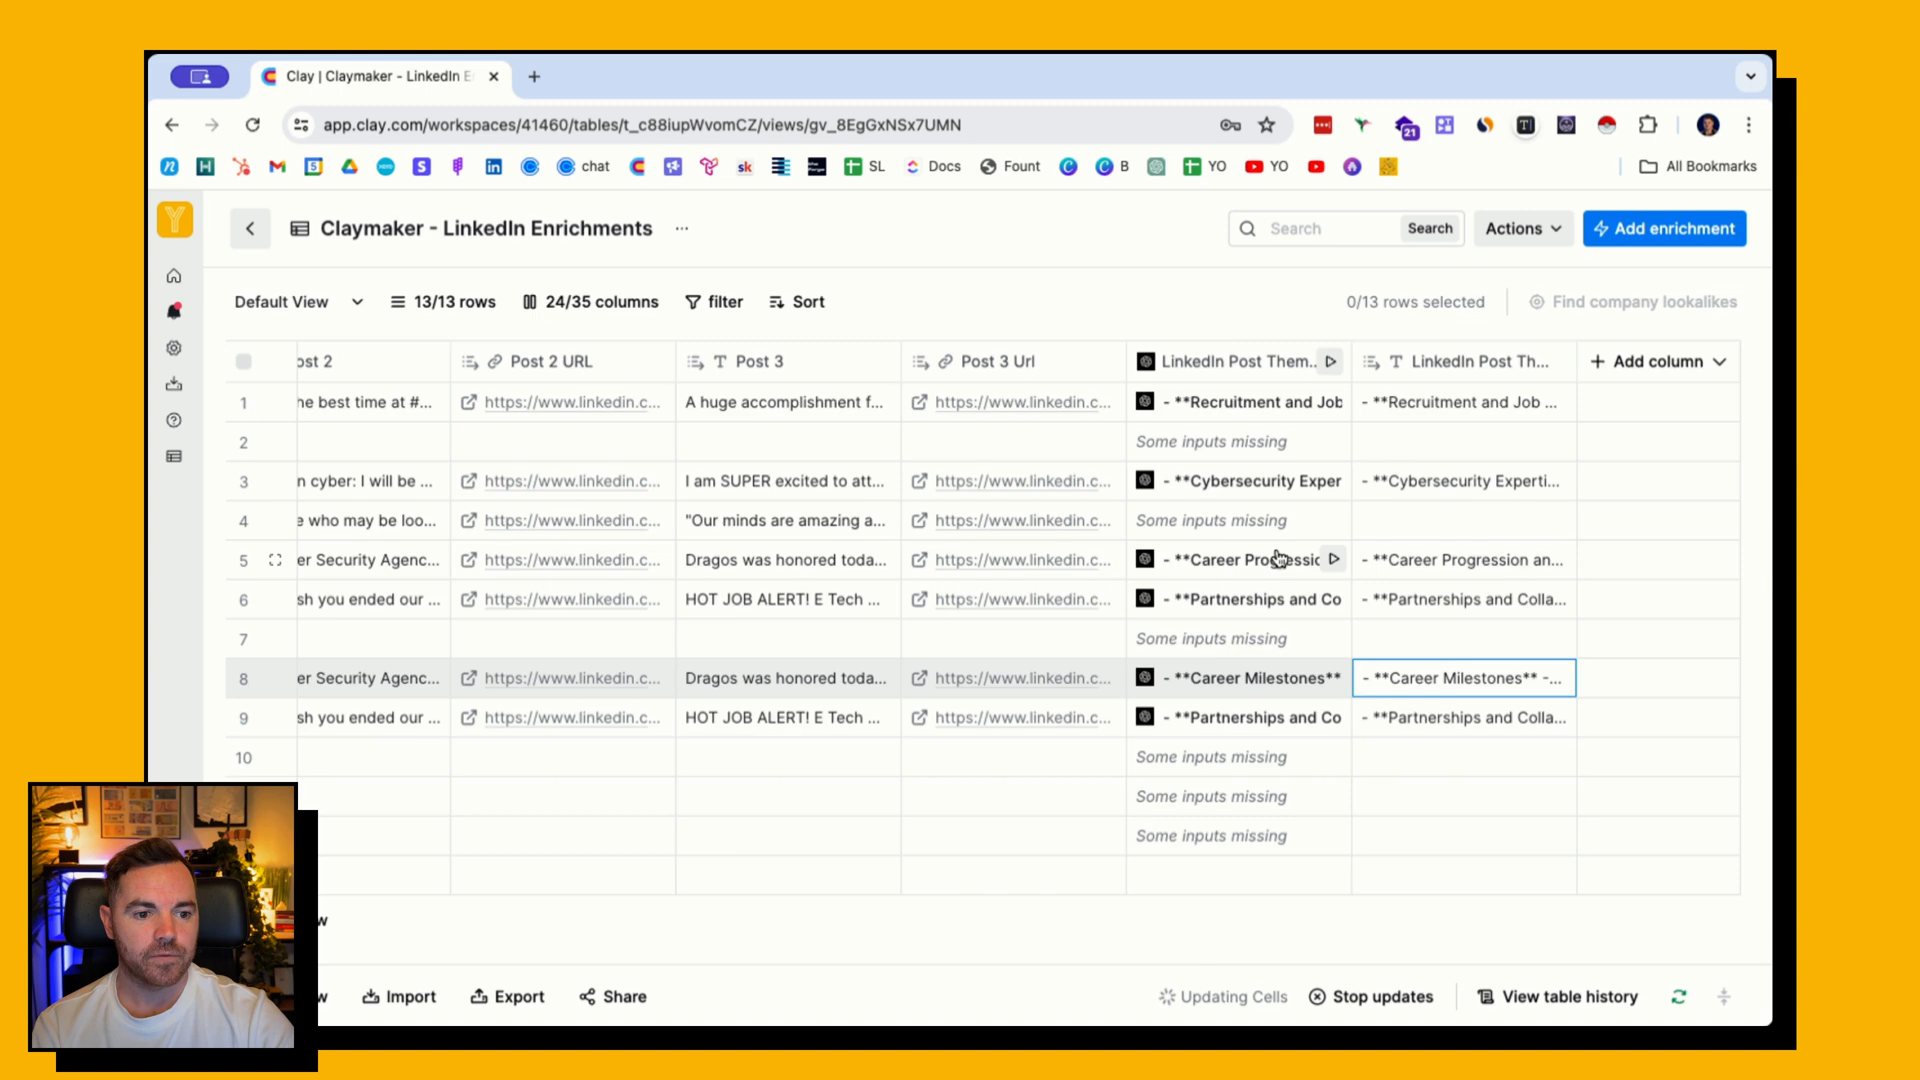 Clay | Claymaker - LinkedIn E
app.clay.com/workspaces/41460/tables/t_c88iupWvomCZ/views/gv_8EgGxNSx7UMN
21
chat
sk
SL
Docs
Fount
B
YO
YO
All Bookmarks
Claymaker - LinkedIn Enrichments ...
Search
Search
Actions
Add enrichment
Default View
13/13 rows
24/35 columns
filter
Sort
0/13 rows selected
Find company lookalikes
ost 2
Post 2 URL
T Post 3
Post 3 Url
LinkedIn Post Them...
T LinkedIn Post Th...
+ Add column
1 he best time at #... https://www.linkedin.c... A huge accomplishment f... https://www.linkedin.c... - **Recruitment and Job - **Recruitment and Job ...
2 Some inputs missing
3 n cyber: I will be ... https://www.linkedin.c... I am SUPER excited to att... https://www.linkedin.c... - **Cybersecurity Exper - **Cybersecurity Experti...
4 e who may be loo... https://www.linkedin.c... "Our minds are amazing a... https://www.linkedin.c... Some inputs missing
5 er Security Agenc... https://www.linkedin.c... Dragos was honored toda... https://www.linkedin.c... - **Career Progressio - **Career Progression an...
6 sh you ended our ... https://www.linkedin.c... HOT JOB ALERT! E Tech ... https://www.linkedin.c... - **Partnerships and Co - **Partnerships and Colla...
7 Some inputs missing
8 er Security Agenc... https://www.linkedin.c... Dragos was honored toda... https://www.linkedin.c... - **Career Milestones** - **Career Milestones** -...
9 sh you ended our ... https://www.linkedin.c... HOT JOB ALERT! E Tech ... https://www.linkedin.c... - **Partnerships and Co - **Partnerships and Colla...
10 Some inputs missing
Some inputs missing
Some inputs missing
w
w
Import
Export
Share
Updating Cells
Stop updates
View table history